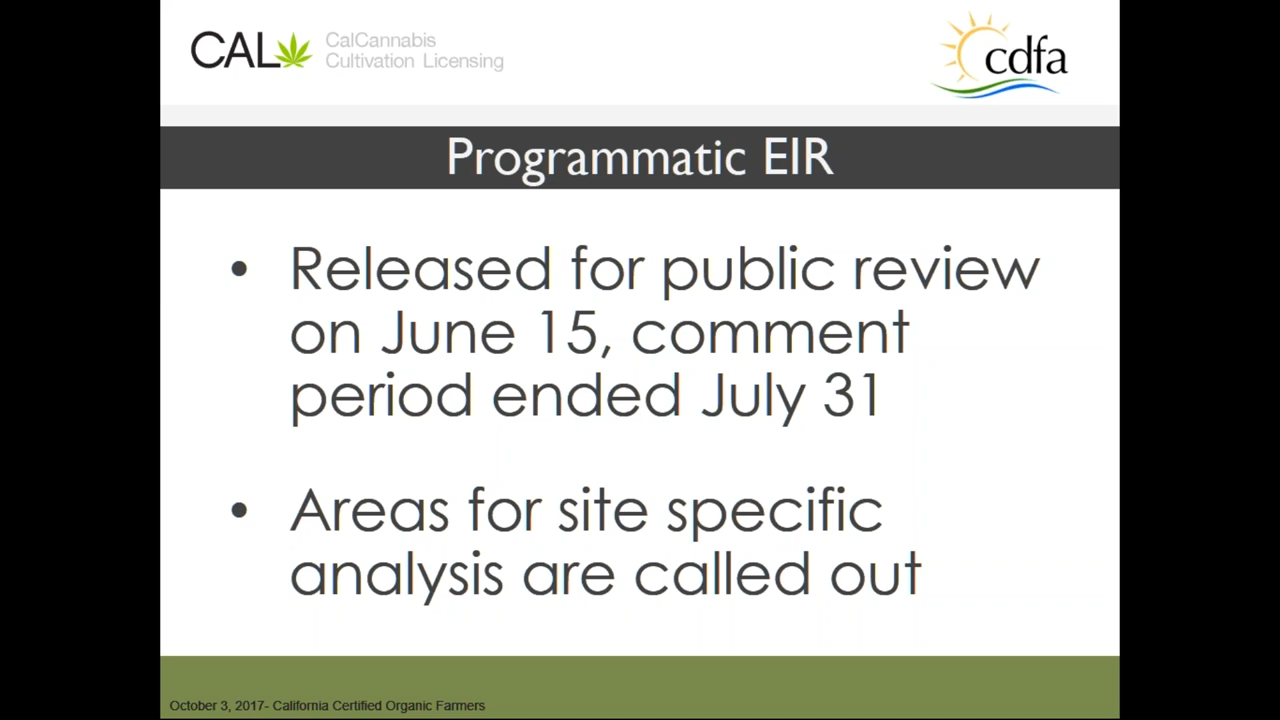 CAL
CalCannabis
Cultivation Licensing
cdfa
Programmatic EIR
• Released for public review
on June 15, comment
period ended July 31
• Areas for site specific
analysis are called out
October 3, 2017- California Certified Organic Farmers